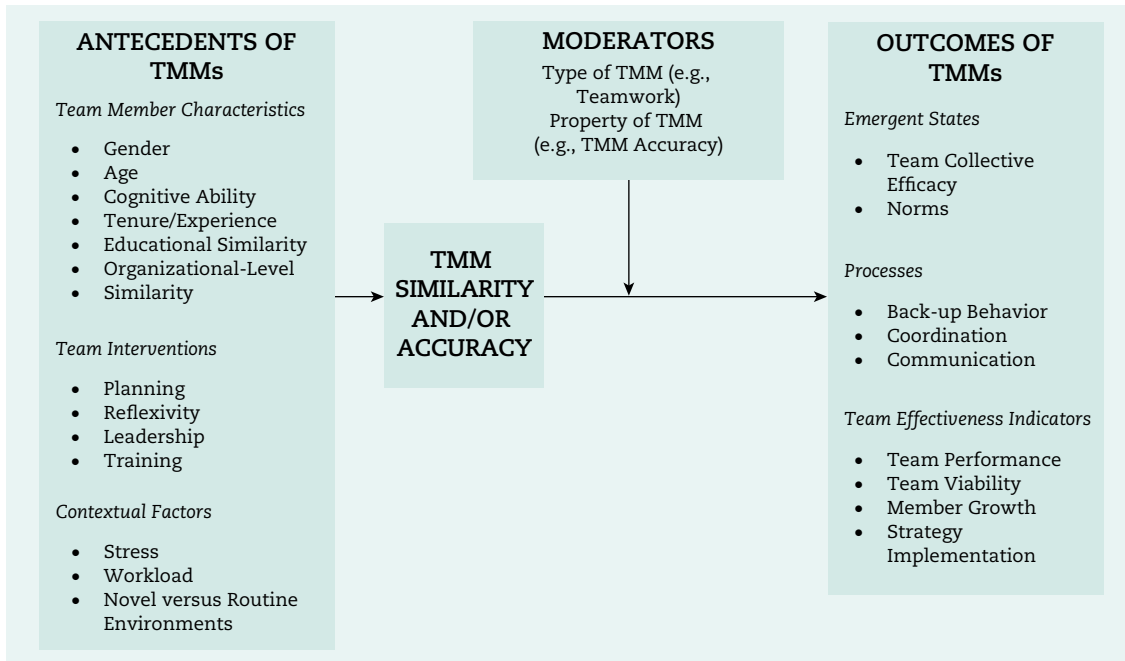 ANTECEDENTS OF
TMMs
Team Member Characteristics
• Gender
• Age
• Cognitive Ability
• Tenure/Experience
• Educational Similarity
• Organizational-Level
• Similarity
Team Interventions
• Planning
• Reflexivity
• Leadership
• Training
Contextual Factors
• Stress
• Workload
• Novel versus Routine
Environments
TMM
SIMILARITY
AND/OR
ACCURACY
MODERATORS
Type of TMM (e.g.,
Teamwork)
Property of TMM
(e.g., TMM Accuracy)
OUTCOMES OF
TMMs
Emergent States
• Team Collective
Efficacy
• Norms
Processes
• Back-up Behavior
• Coordination
• Communication
Team Effectiveness Indicators
• Team Performance
• Team Viability
• Member Growth
• Strategy
Implementation